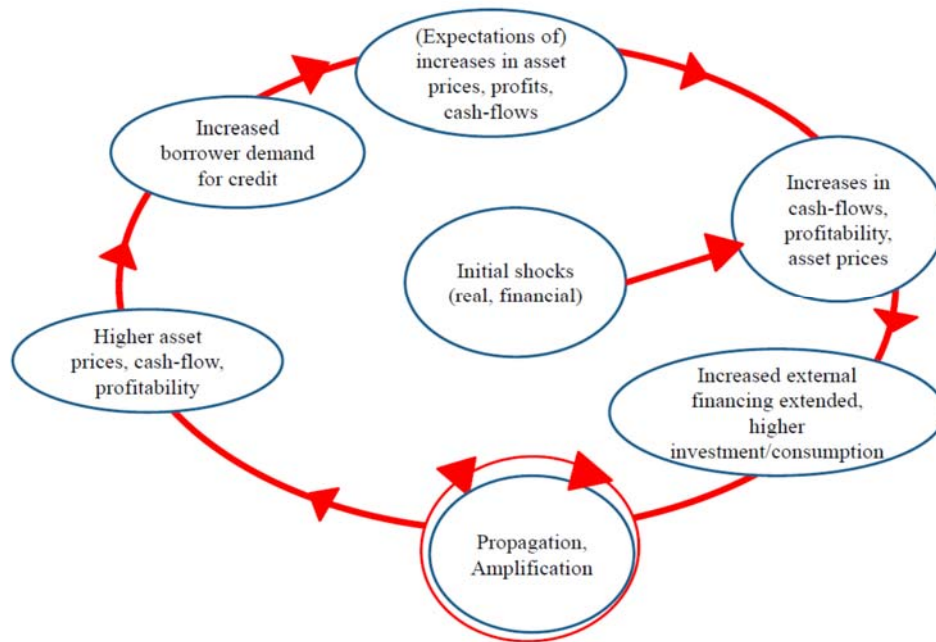 (Expectations of)
increases in asset
prices, profits,
cash-flows
Increased
borrower demand
for credit
Increases in
cash-flows,
profitability,
asset prices
Initial shocks
(real, financial)
Higher asset
prices, cash-flow,
profitability
Increased external
financing extended,
higher
investment/consumption
Propagation,
Amplification